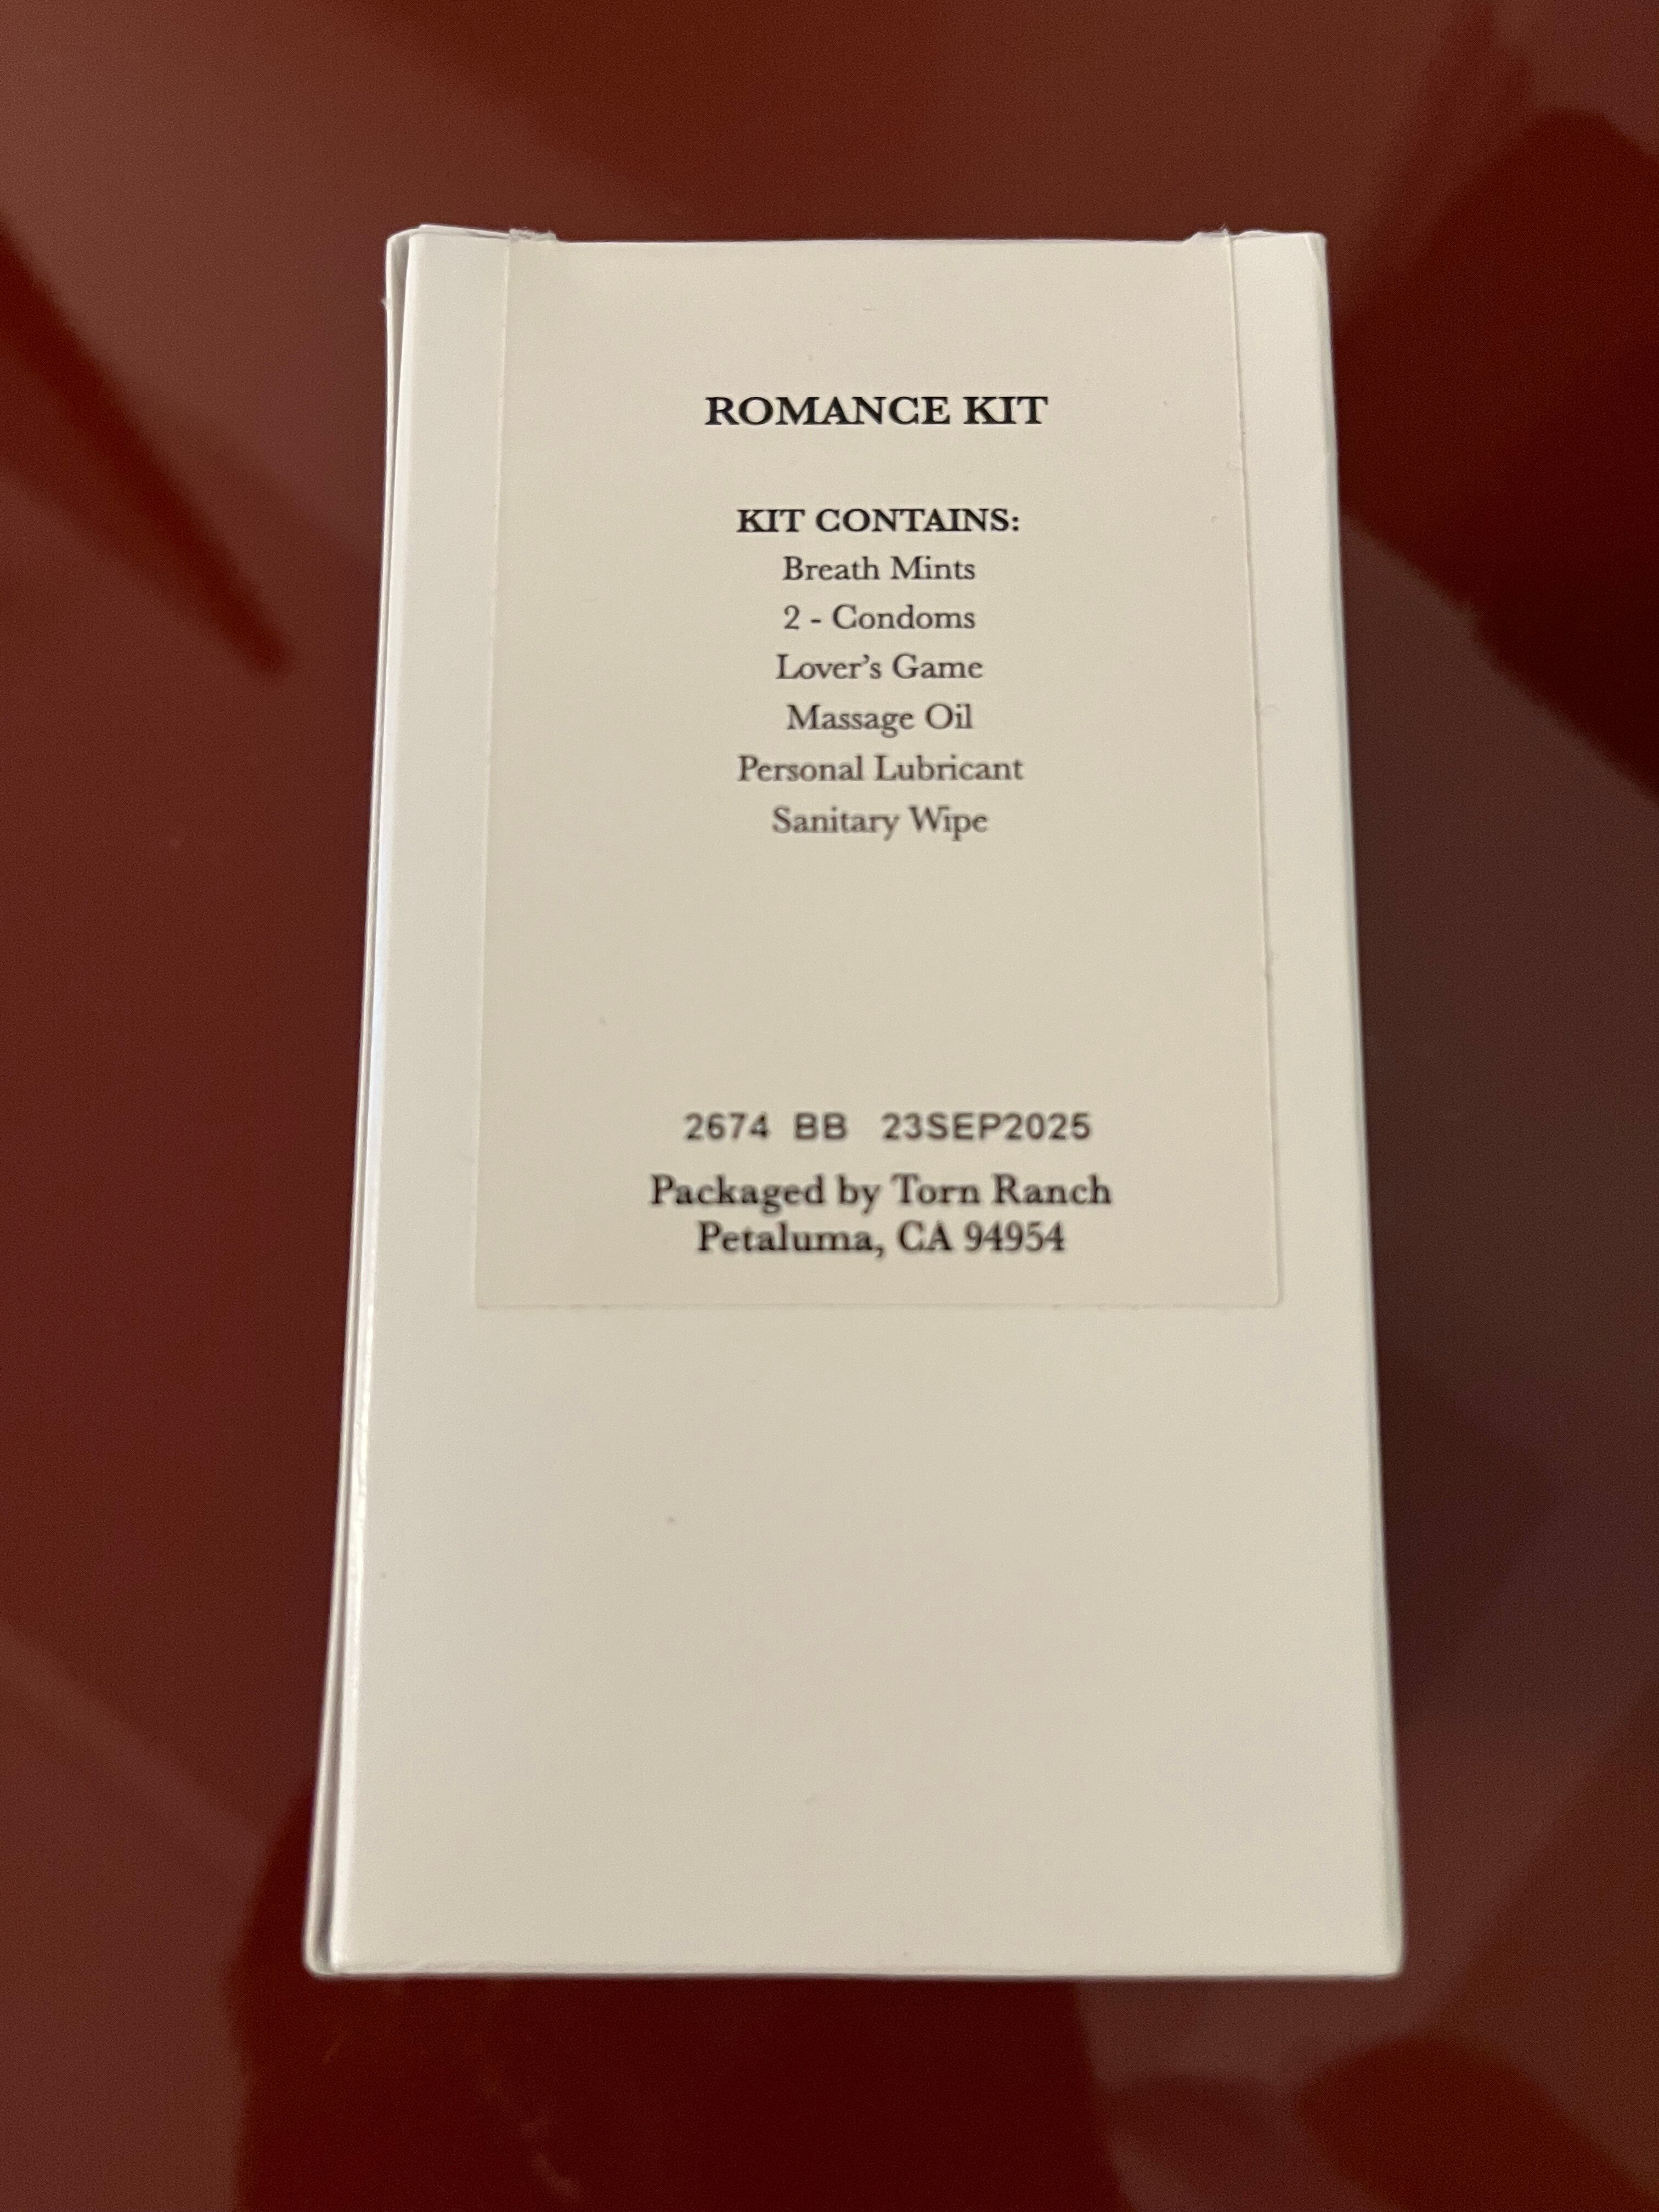 ROMANCE KIT
KIT CONTAINS:
Breath Mints
2 - Condoms
Lover’s Game
Massage Oil
Personal Lubricant
Sanitary Wipe
2674 BB 23SEP2025
Packaged by Torn Ranch
Petaluma, CA 94954